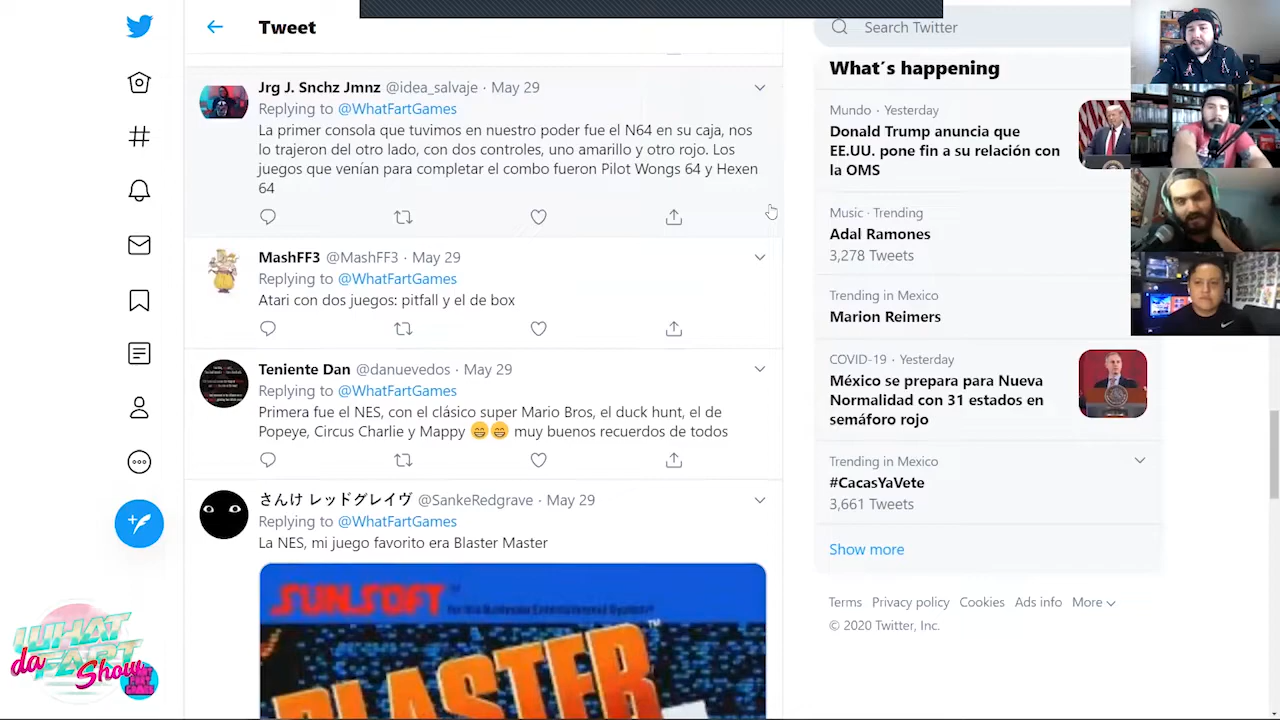 Tweet
Jrg J. Snchz Jmnz @idea_salvaje · May 29
Replying to @WhatFartGames
La primer consola que tuvimos en nuestro poder fue el N64 en su caja, nos
lo trajeron del otro lado, con dos controles, uno amarillo y otro rojo. Los
juegos que venían para completar el combo fueron Pilot Wongs 64 y Hexen
64
MashFF3 @MashFF3 · May 29
Replying to @WhatFartGames
Atari con dos juegos: pitfall y el de box
Teniente Dan @danuevedos · May 29
Replying to @WhatFartGames
Primera fue el NES, con el clásico super Mario Bros, el duck hunt, el de
Popeye, Circus Charlie y Mappy 😄😄 muy buenos recuerdos de todos
さんけ レッドグレイヴ @SankeRedgrave · May 29
Replying to @WhatFartGames
La NES, mi juego favorito era Blaster Master
SUNSOFT
BLASTER
Search Twitter
What´s happening
Mundo · Yesterday
Donald Trump anuncia que
EE.UU. pone fin a su relación con
la OMS
Music · Trending
Adal Ramones
3,278 Tweets
Trending in Mexico
Marion Reimers
COVID-19 · Yesterday
México se prepara para Nueva
Normalidad con 31 estados en
semáforo rojo
Trending in Mexico
#CacasYaVete
3,661 Tweets
Show more
Terms Privacy policy Cookies Ads info More
© 2020 Twitter, Inc.
WHAT
da FART
Show